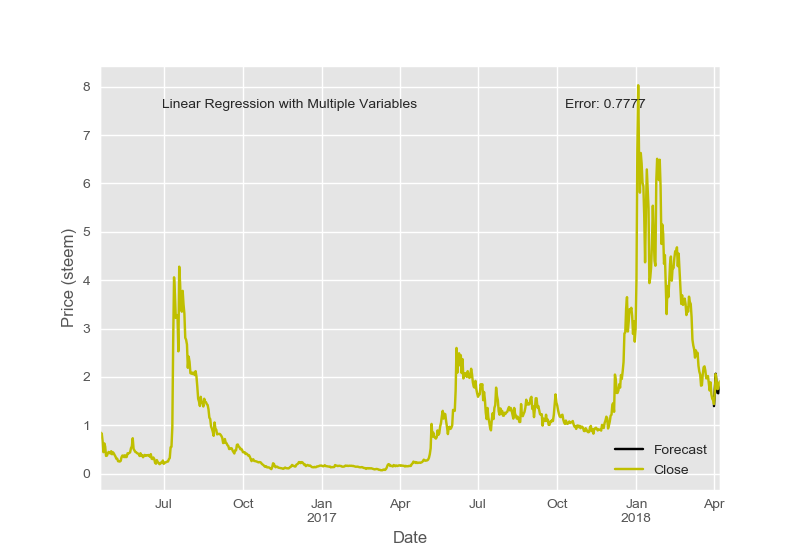 Linear Regression with Multiple Variables
Error: 0.7777
Price (steem)
8
7
6
5
4
3
2
1
0
Forecast
Close
Jul
Oct
Jan
2017
Apr
Jul
Oct
Jan
2018
Apr
Date